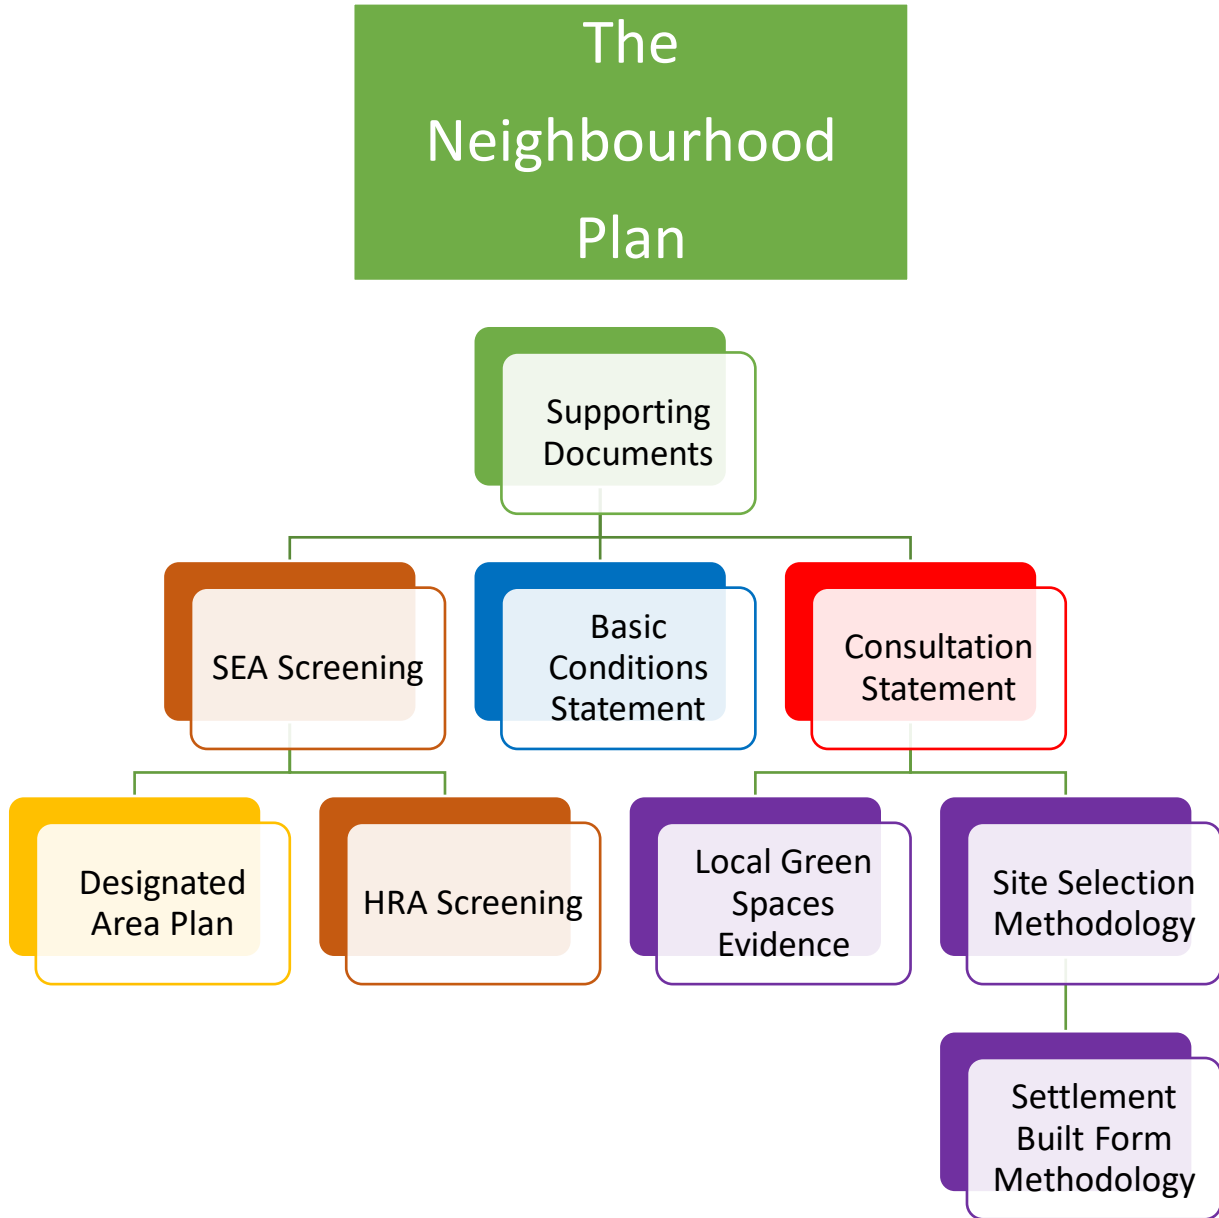 The
Neighbourhood
Plan
Supporting
Documents
SEA Screening
Basic
Conditions
Statement
Consultation
Statement
Designated
Area Plan
HRA Screening
Local Green
Spaces
Evidence
Site Selection
Methodology
Settlement
Built Form
Methodology